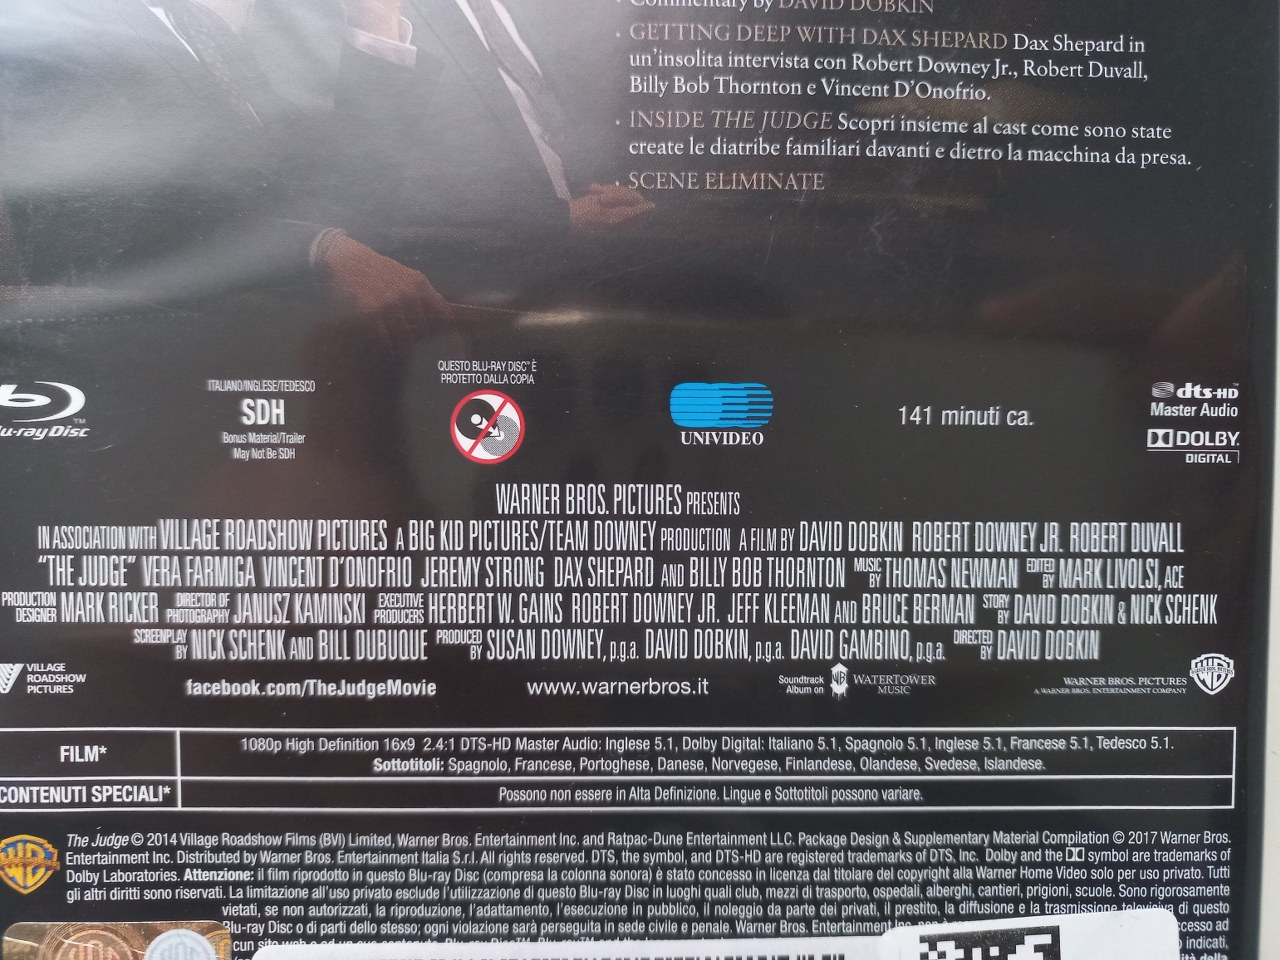 Commentary by DAVID DOBKIN
· GETTING DEEP WITH DAX SHEPARD Dax Shepard in
un'insolita intervista con Robert Downey Jr., Robert Duvall,
Billy Bob Thornton e Vincent D'Onofrio.
· INSIDE THE JUDGE Scopri insieme al cast come sono state
create le diatribe familiari davanti e dietro la macchina da presa.
· SCENE ELIMINATE
Blu-ray Disc™
ITALIANO/INGLESE/TEDESCO
SDH
Bonus Material/Trailer
May Not Be SDH
QUESTO BLU-RAY DISC™ È
PROTETTO DALLA COPIA
UNIVIDEO
141 minuti ca.
dts-HD™
Master Audio
DOLBY.
DIGITAL
WARNER BROS. PICTURES PRESENTS
IN ASSOCIATION WITH VILLAGE ROADSHOW PICTURES A BIG KID PICTURES/TEAM DOWNEY PRODUCTION A FILM BY DAVID DOBKIN ROBERT DOWNEY JR. ROBERT DUVALL
"THE JUDGE" VERA FARMIGA VINCENT D'ONOFRIO JEREMY STRONG DAX SHEPARD AND BILLY BOB THORNTON MUSIC BY THOMAS NEWMAN EDITED BY MARK LIVOLSI, ACE
PRODUCTION DESIGNER MARK RICKER DIRECTOR OF PHOTOGRAPHY JANUSZ KAMINSKI EXECUTIVE PRODUCERS HERBERT W. GAINS ROBERT DOWNEY JR. JEFF KLEEMAN AND BRUCE BERMAN STORY BY DAVID DOBKIN & NICK SCHENK
SCREENPLAY BY NICK SCHENK AND BILL DUBUQUE PRODUCED BY SUSAN DOWNEY, p.g.a. DAVID DOBKIN, p.g.a. DAVID GAMBINO, p.g.a. DIRECTED BY DAVID DOBKIN
VILLAGE
ROADSHOW
PICTURES
facebook.com/TheJudgeMovie
www.warnerbros.it
Soundtrack
Album on
WATERTOWER
MUSIC
WARNER BROS. PICTURES
A WARNER BROS. ENTERTAINMENT COMPANY
FILM*
1080p High Definition 16x9 2.4:1 DTS-HD Master Audio: Inglese 5.1, Dolby Digital: Italiano 5.1, Spagnolo 5.1, Inglese 5.1, Francese 5.1, Tedesco 5.1.
Sottotitoli: Spagnolo, Francese, Portoghese, Danese, Norvegese, Finlandese, Olandese, Svedese, Islandese.
CONTENUTI SPECIALI*
Possono non essere in Alta Definizione. Lingue e Sottotitoli possono variare.
The Judge © 2014 Village Roadshow Films (BVI) Limited, Warner Bros. Entertainment Inc. and Ratpac-Dune Entertainment LLC. Package Design & Supplementary Material Compilation © 2017 Warner Bros.
Entertainment Inc. Distributed by Warner Bros. Entertainment Italia S.r.l. All rights reserved. DTS, the symbol, and DTS-HD are registered trademarks of DTS, Inc. Dolby and the symbol are trademarks of
Dolby Laboratories. Attenzione: il film riprodotto in questo Blu-ray Disc (compresa la colonna sonora) è stato concesso in licenza dal titolare del copyright alla Warner Home Video solo per uso privato. Tutti
gli altri diritti sono riservati. La limitazione all'uso privato esclude l'utilizzazione di questo Blu-ray Disc in luoghi quali club, mezzi di trasporto, ospedali, alberghi, cantieri, prigioni, scuole. Sono rigorosamente
vietati, se non autorizzati, la riproduzione, l'adattamento, l'esecuzione in pubblico, il noleggio da parte dei privati, il prestito, la diffusione e la trasmissione televisiva di questo
Blu-ray Disc o di parti dello stesso; ogni violazione sarà perseguita in sede civile e penale. Warner Bros. Entertainment Inc.
indicati,
della